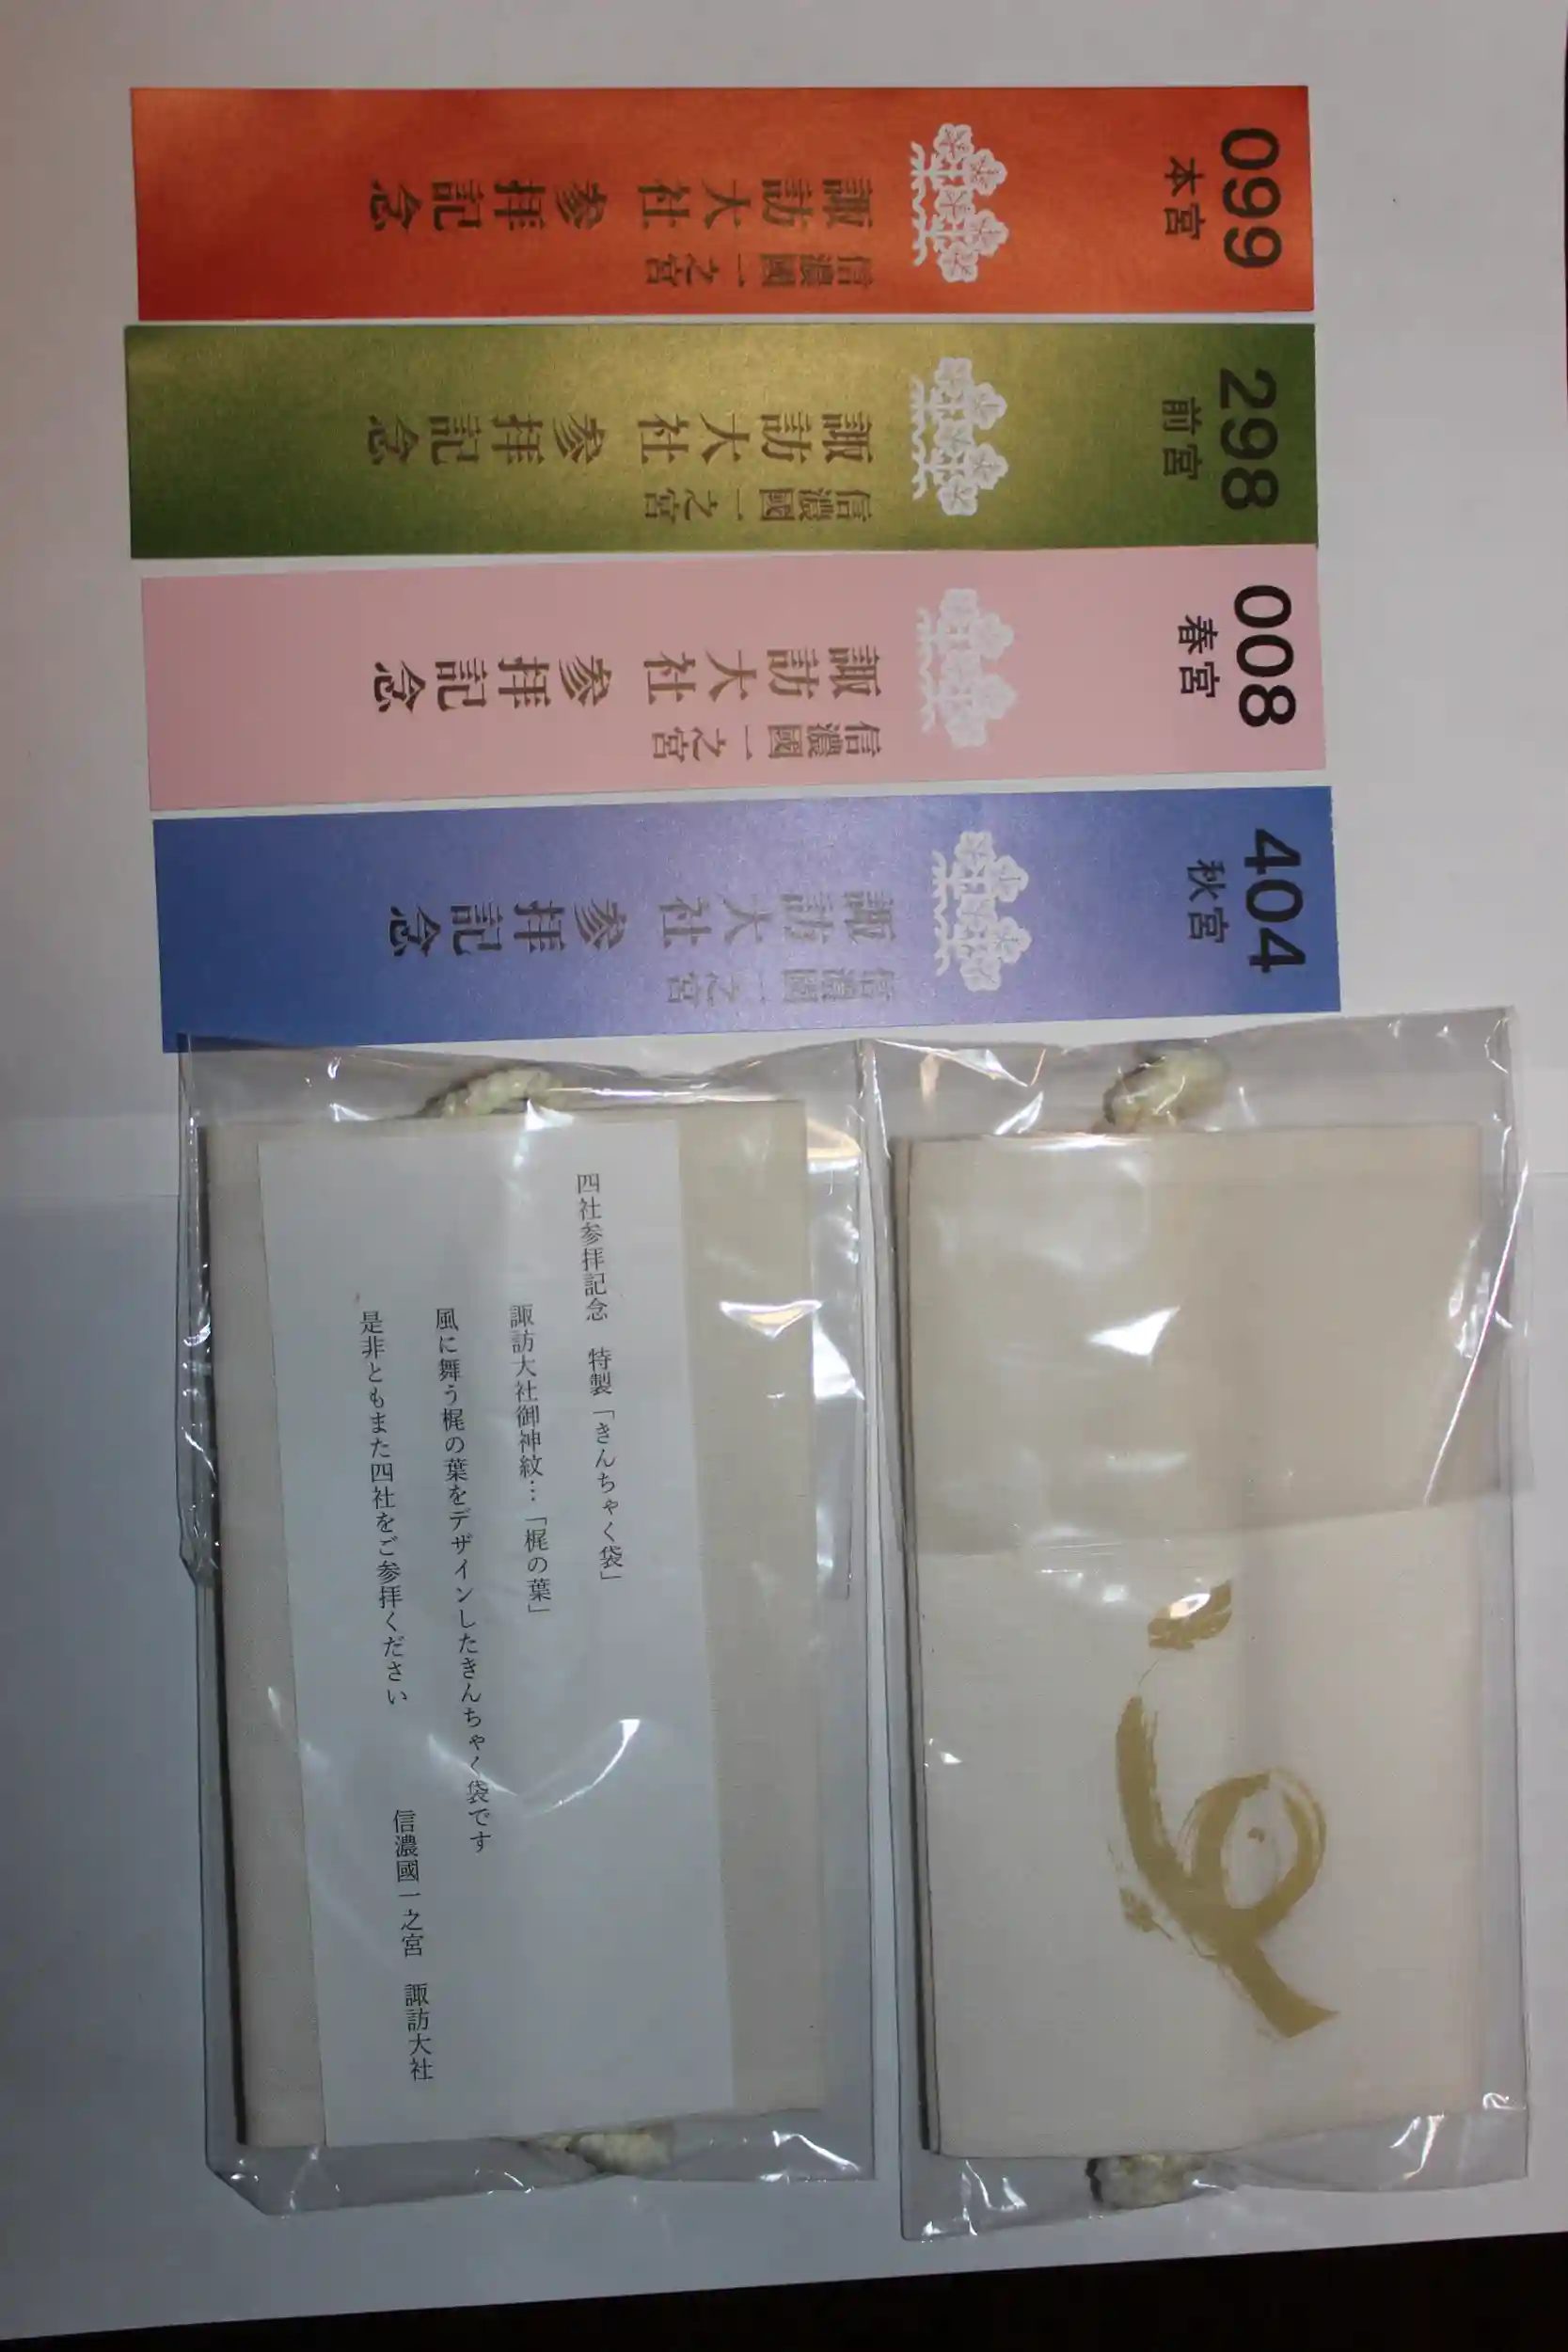 099
本宮
信濃國一之宮
諏訪大社 参拝記念
298
前宮
信濃國一之宮
諏訪大社 参拝記念
008
春宮
信濃國一之宮
諏訪大社 参拝記念
404
秋宮
信濃國一之宮
諏訪大社 参拝記念
四社参拝記念 特製「きんちゃく袋」
諏訪大社御神紋…「梶の葉」
風に舞う梶の葉をデザインしたきんちゃく袋です
是非ともまた四社をご参拝ください
信濃國一之宮 諏訪大社